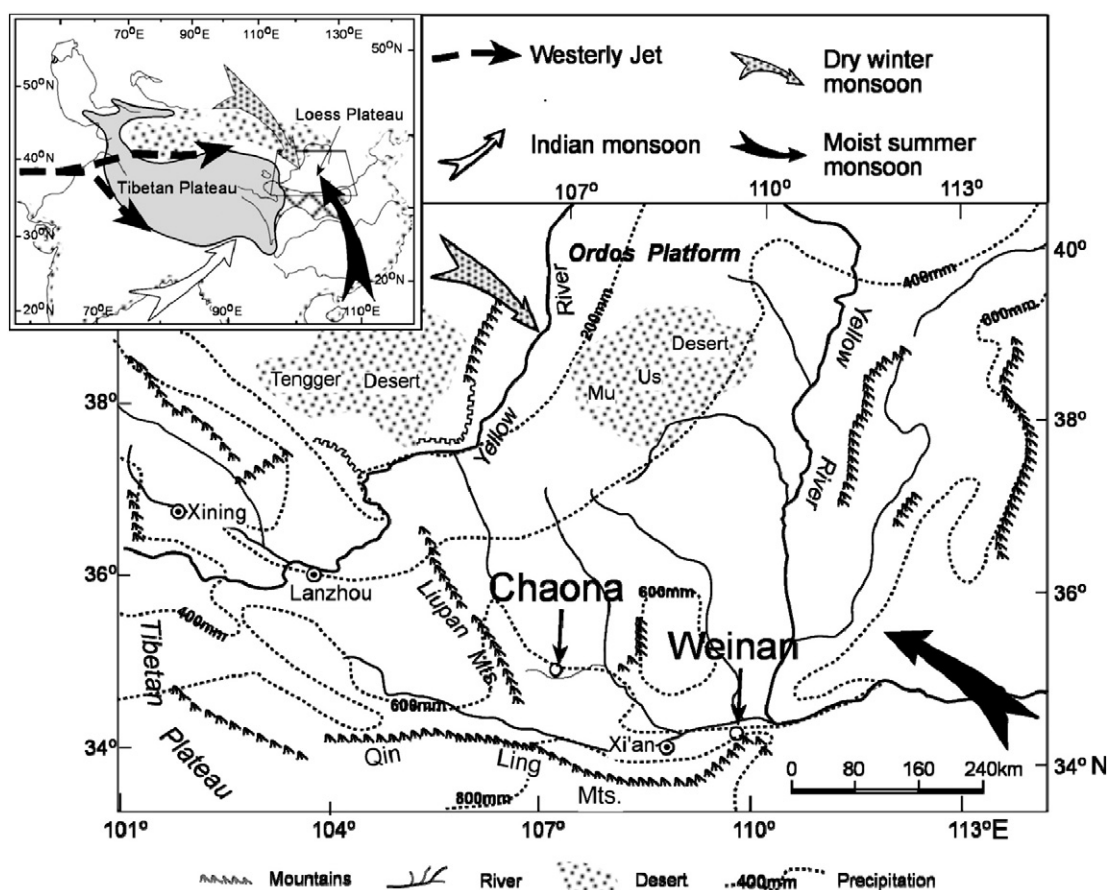 70°E 90°E 110°E 130°E
50°N
50°N
Loess Plateau
40°N
40°N
Tibetan Plateau
30°N
30°N
20°N
20°N
70°E
90°E
110°E
Westerly Jet
Dry winter
monsoon
Indian monsoon
Moist summer
monsoon
107° 110° 113°
Ordos Platform
40°
400mm
River
200mm
600mm
Yellow
Desert
Tengger Desert
Us
Mu
38°
38°
Yellow
River
Xining
36°
Lanzhou
Chaona
600mm
36°
Liupan
Mts.
400mm
Weinan
Tibetan
Plateau
600mm
34°
Qin
Ling
Xi'an
Mts.
800mm
0 80 160 240km
34° N
101° 104° 107° 110° 113°E
Mountains River Desert 400mm Precipitation